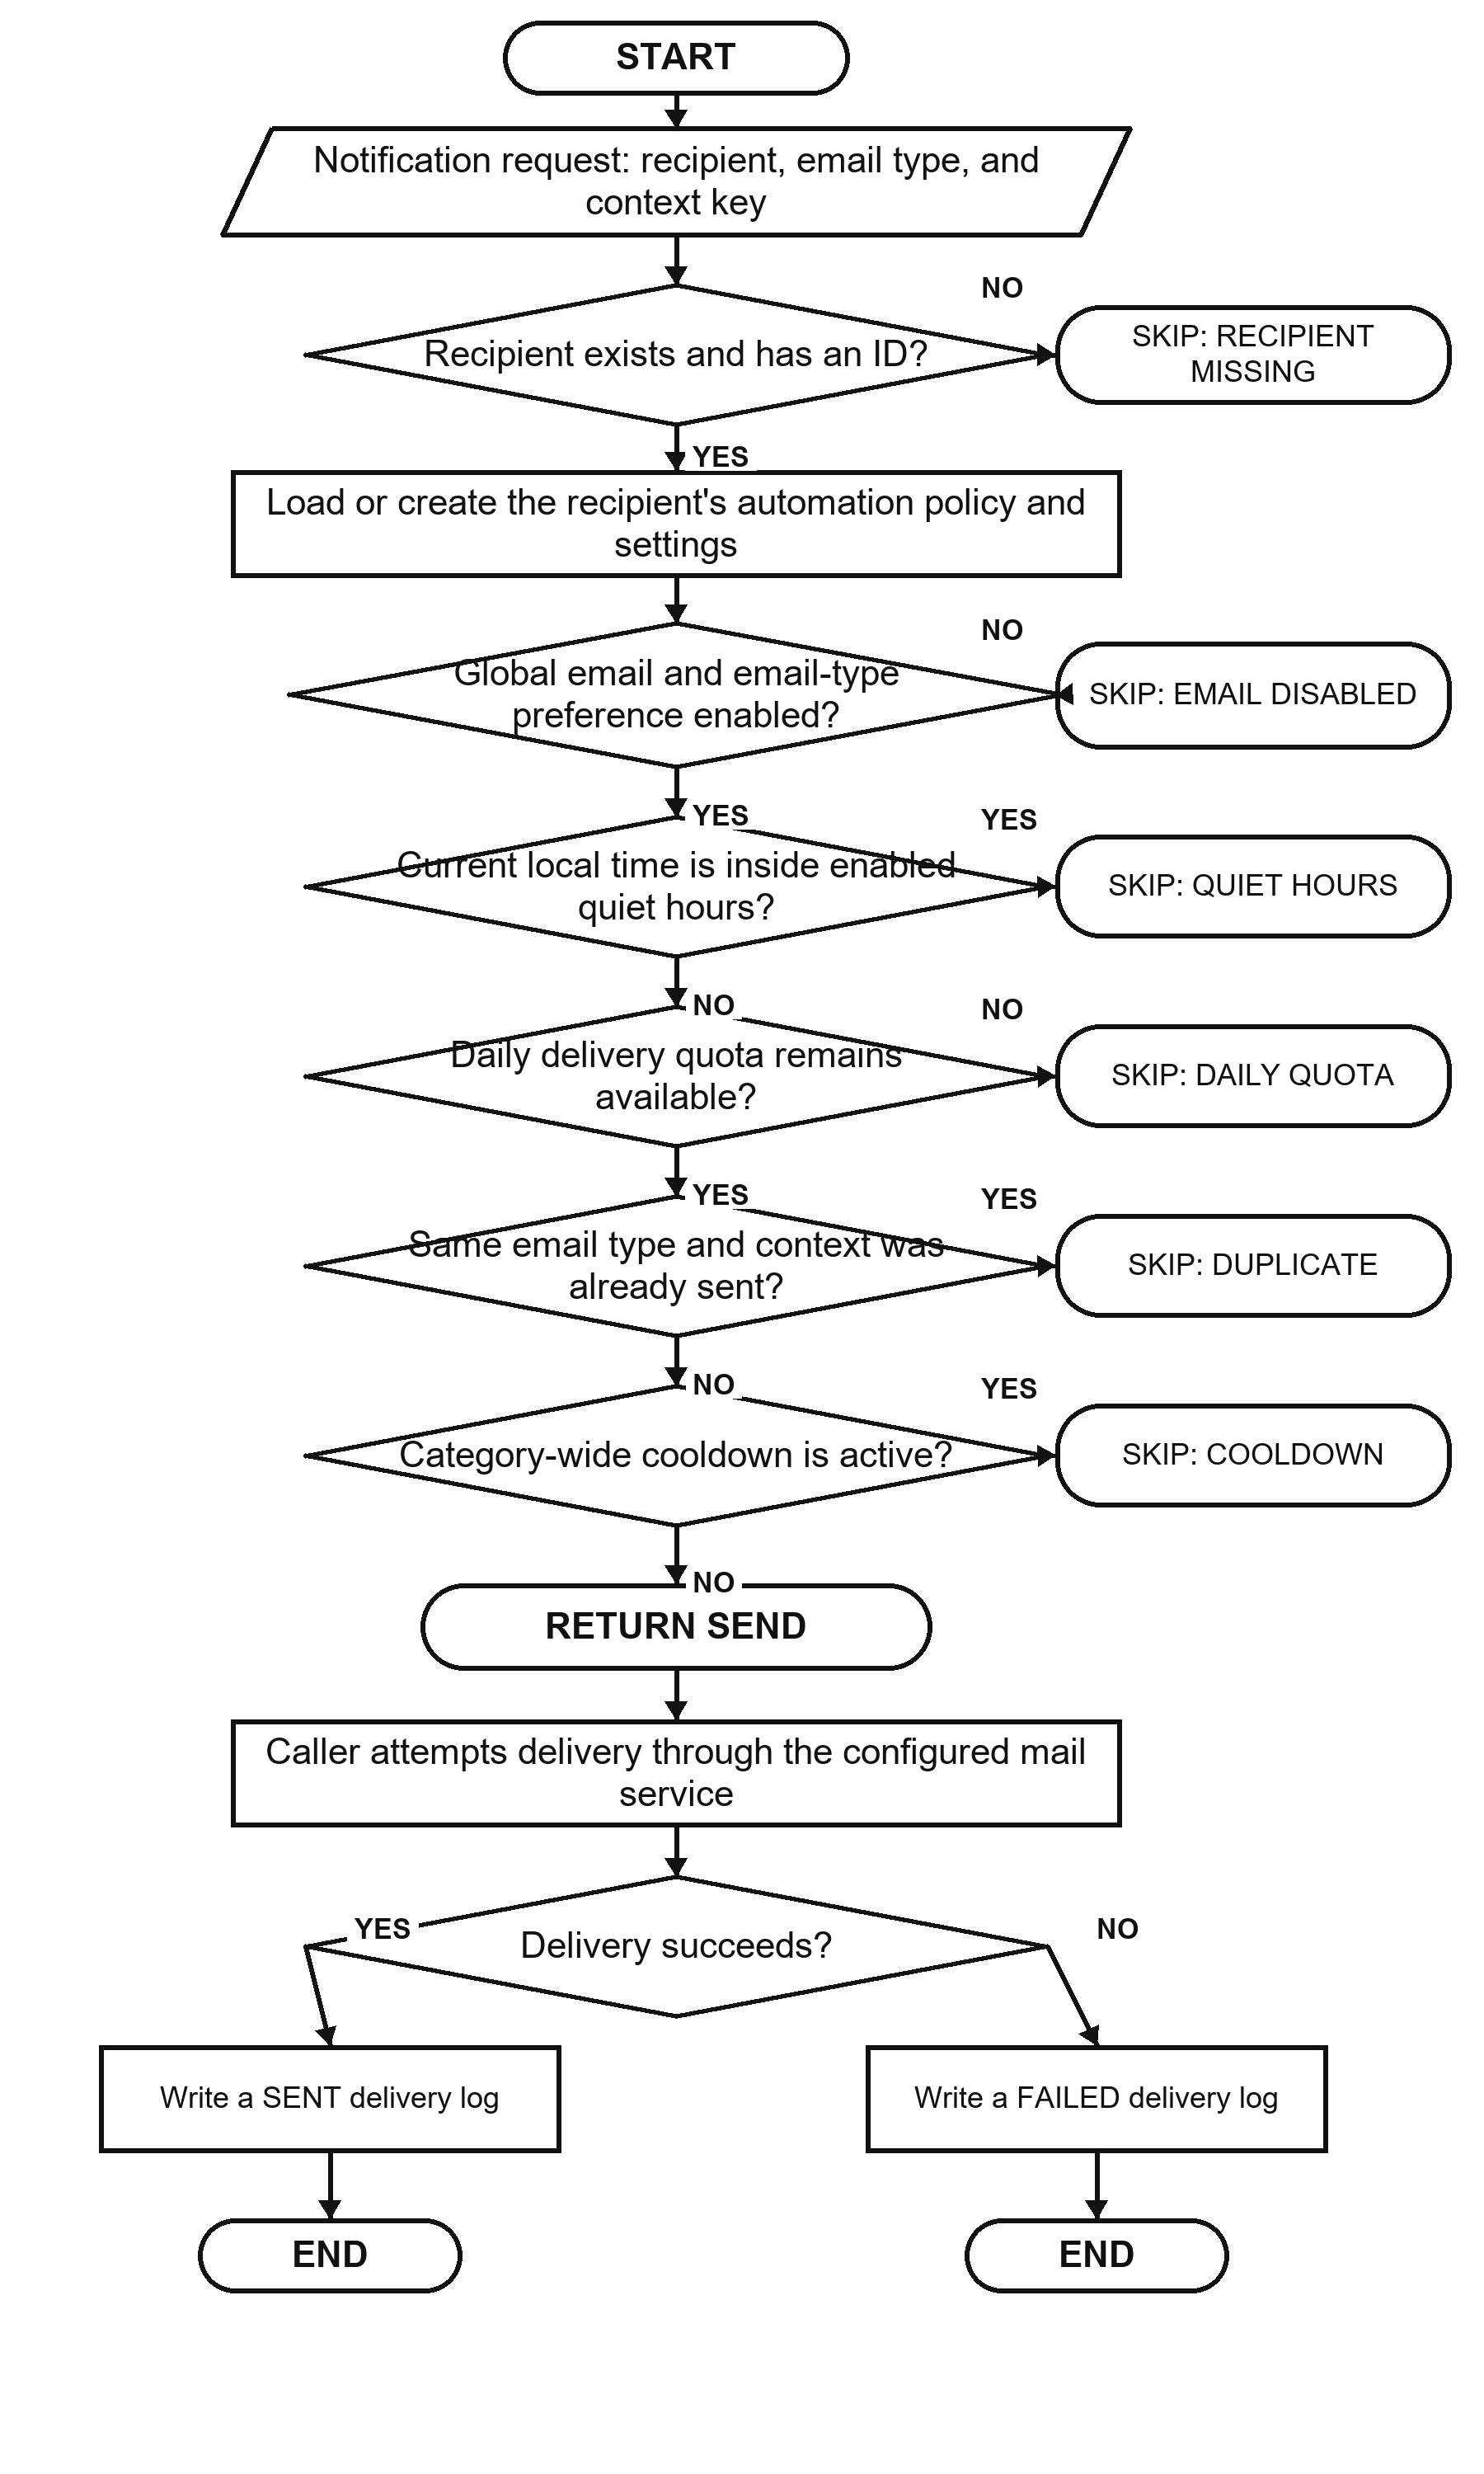 START
Notification request: recipient, email type, and
context key
NO
Recipient exists and has an ID?
SKIP: RECIPIENT
MISSING
YES
Load or create the recipient's automation policy and
settings
NO
Global email and email-type
preference enabled?
SKIP: EMAIL DISABLED
YES
YES
Current local time is inside enabled
quiet hours?
SKIP: QUIET HOURS
NO
NO
Daily delivery quota remains
available?
SKIP: DAILY QUOTA
YES
YES
Same email type and context was
already sent?
SKIP: DUPLICATE
NO
YES
Category-wide cooldown is active?
SKIP: COOLDOWN
NO
RETURN SEND
Caller attempts delivery through the configured mail
service
YES
NO
Delivery succeeds?
Write a SENT delivery log
Write a FAILED delivery log
END
END